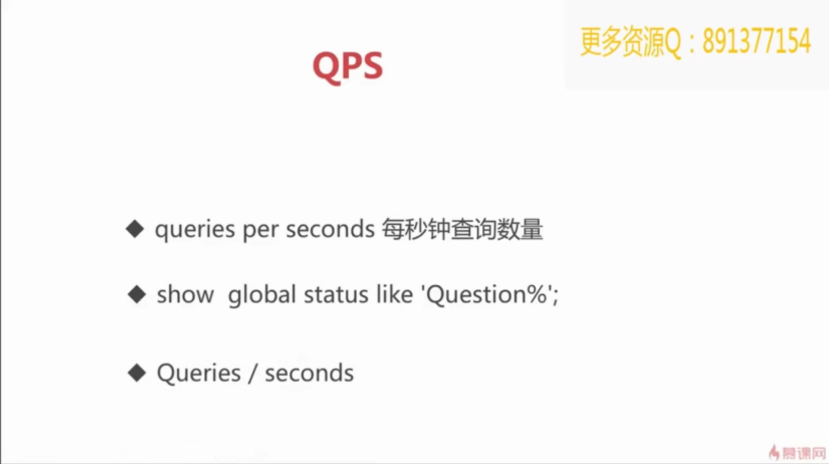 更多资源Q：891377154
QPS
◆ queries per seconds 每秒钟查询数量
◆ show global status like 'Question%';
◆ Queries / seconds
慕课网